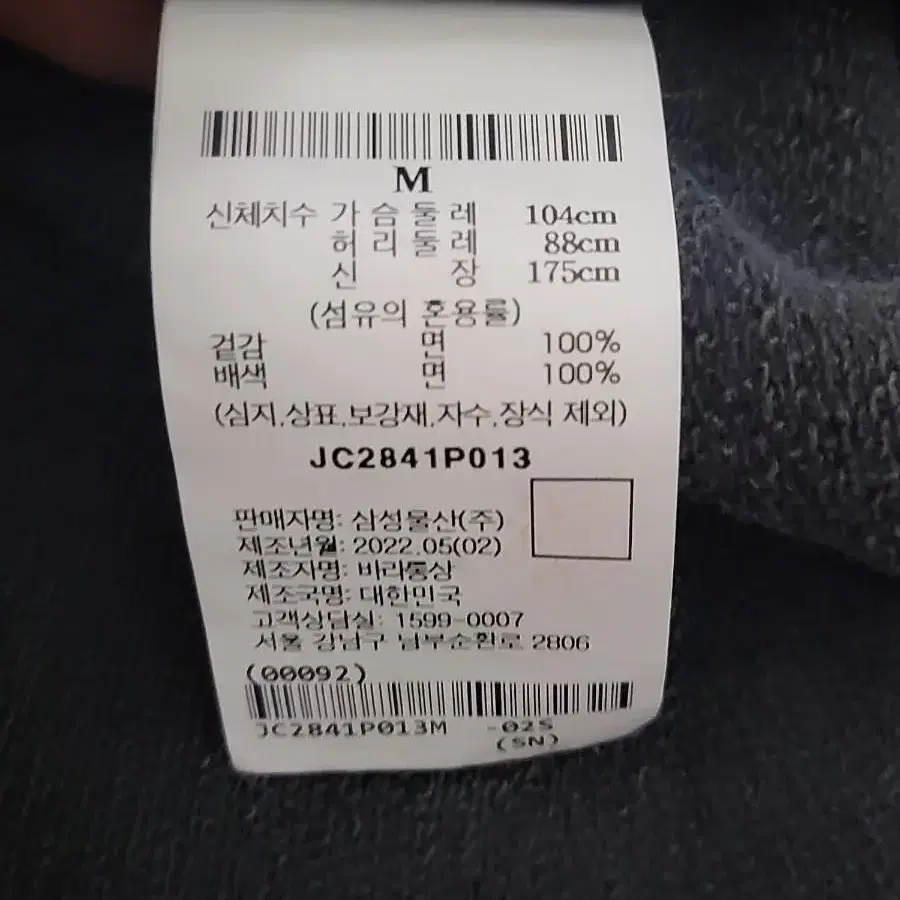 M
신체치수 가슴둘레 104cm
허리둘레 88cm
신장 175cm
(섬유의 혼용률)
겉감 면 100%
배색 면 100%
(심지,상표,보강재,자수,장식 제외)
JC2841P013
판매자명: 삼성물산(주)
제조년월: 2022.05(02)
제조자명: 바라통상
제조국명: 대한민국
고객상담실: 1599-0007
서울 강남구 남부순환로 2806
(00092)
JC2841P013M -02S
(SN)